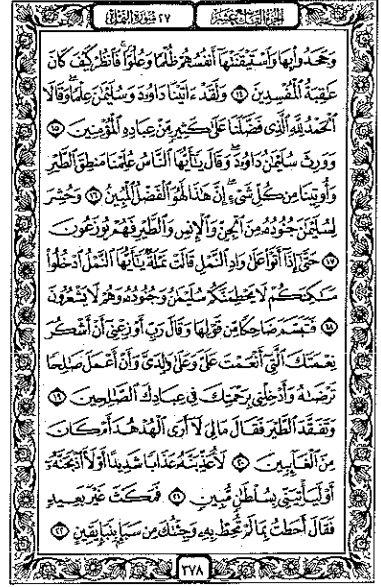 الجزء التاسع عشر ٢٧ سورة النمل
وَجَحَدُوا۟ بِهَا وَٱسْتَيْقَنَتْهَآ أَنفُسُهُمْ ظُلْمًا وَعُلُوًّا ۚ فَٱنظُرْ كَيْفَ كَانَ
عَٰقِبَةُ ٱلْمُفْسِدِينَ ١٤ وَلَقَدْ ءَاتَيْنَا دَاوُۥدَ وَسُلَيْمَٰنَ عِلْمًا ۖ وَقَالَا
ٱلْحَمْدُ لِلَّهِ ٱلَّذِى فَضَّلَنَا عَلَىٰ كَثِيرٍ مِّنْ عِبَادِهِ ٱلْمُؤْمِنِينَ ١٥
وَوَرِثَ سُلَيْمَٰنُ دَاوُۥدَ ۖ وَقَالَ يَٰٓأَيُّهَا ٱلنَّاسُ عُلِّمْنَا مَنطِقَ ٱلطَّيْرِ
وَأُوتِينَا مِن كُلِّ شَىْءٍ ۖ إِنَّ هَٰذَا لَهُوَ ٱلْفَضْلُ ٱلْمُبِينُ ١٦ وَحُشِرَ
لِسُلَيْمَٰنَ جُنُودُهُۥ مِنَ ٱلْجِنِّ وَٱلْإِنسِ وَٱلطَّيْرِ فَهُمْ يُوزَعُونَ
١٧ حَتَّىٰٓ إِذَآ أَتَوْا۟ عَلَىٰ وَادِ ٱلنَّمْلِ قَالَتْ نَمْلَةٌ يَٰٓأَيُّهَا ٱلنَّمْلُ ٱدْخُلُوا۟
مَسَٰكِنَكُمْ لَا يَحْطِمَنَّكُمْ سُلَيْمَٰنُ وَجُنُودُهُۥ وَهُمْ لَا يَشْعُرُونَ
١٨ فَتَبَسَّمَ ضَاحِكًا مِّن قَوْلِهَا وَقَالَ رَبِّ أَوْزِعْنِىٓ أَنْ أَشْكُرَ
نِعْمَتَكَ ٱلَّتِىٓ أَنْعَمْتَ عَلَىَّ وَعَلَىٰ وَٰلِدَىَّ وَأَنْ أَعْمَلَ صَٰلِحًا
تَرْضَىٰهُ وَأَدْخِلْنِى بِرَحْمَتِكَ فِى عِبَادِكَ ٱلصَّٰلِحِينَ ١٩
وَتَفَقَّدَ ٱلطَّيْرَ فَقَالَ مَا لِىَ لَآ أَرَى ٱلْهُدْهُدَ أَمْ كَانَ
مِنَ ٱلْغَآئِبِينَ ٢٠ لَأُعَذِّبَنَّهُۥ عَذَابًا شَدِيدًا أَوْ لَأَا۟ذْبَحَنَّهُۥٓ
أَوْ لَيَأْتِيَنِّى بِسُلْطَٰنٍ مُّبِينٍ ٢١ فَمَكَثَ غَيْرَ بَعِيدٍ
فَقَالَ أَحَطتُ بِمَا لَمْ تُحِطْ بِهِۦ وَجِئْتُكَ مِن سَبَإٍۭ بِنَبَإٍ يَقِينٍ ٢٢
٣٧٨